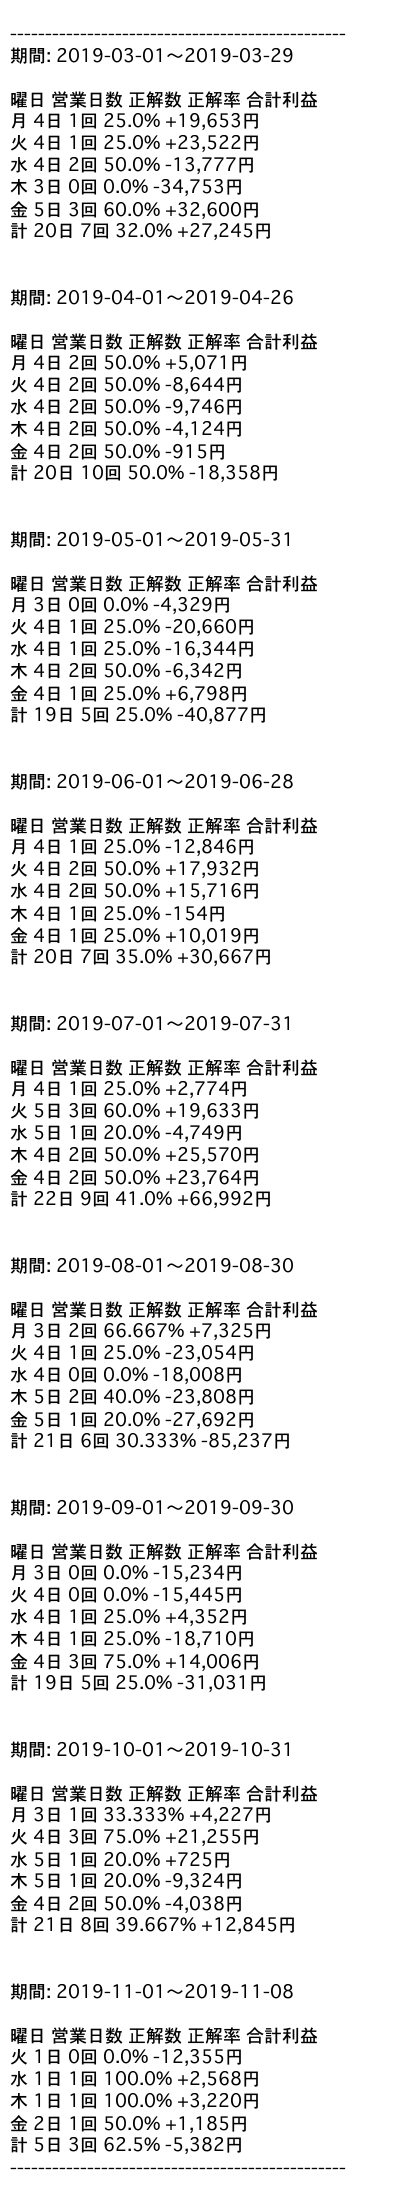 ------------------------------------------------
期間: 2019-03-01～2019-03-29
曜日 営業日数 正解数 正解率 合計利益
月 4日 1回 25.0% +19,653円
火 4日 1回 25.0% +23,522円
水 4日 2回 50.0% -13,777円
木 3日 0回 0.0% -34,753円
金 5日 3回 60.0% +32,600円
計 20日 7回 32.0% +27,245円
期間: 2019-04-01～2019-04-26
曜日 営業日数 正解数 正解率 合計利益
月 4日 2回 50.0% +5,071円
火 4日 2回 50.0% -8,644円
水 4日 2回 50.0% -9,746円
木 4日 2回 50.0% -4,124円
金 4日 2回 50.0% -915円
計 20日 10回 50.0% -18,358円
期間: 2019-05-01～2019-05-31
曜日 営業日数 正解数 正解率 合計利益
月 3日 0回 0.0% -4,329円
火 4日 1回 25.0% -20,660円
水 4日 1回 25.0% -16,344円
木 4日 2回 50.0% -6,342円
金 4日 1回 25.0% +6,798円
計 19日 5回 25.0% -40,877円
期間: 2019-06-01～2019-06-28
曜日 営業日数 正解数 正解率 合計利益
月 4日 1回 25.0% -12,846円
火 4日 2回 50.0% +17,932円
水 4日 2回 50.0% +15,716円
木 4日 1回 25.0% -154円
金 4日 1回 25.0% +10,019円
計 20日 7回 35.0% +30,667円
期間: 2019-07-01～2019-07-31
曜日 営業日数 正解数 正解率 合計利益
月 4日 1回 25.0% +2,774円
火 5日 3回 60.0% +19,633円
水 5日 1回 20.0% -4,749円
木 4日 2回 50.0% +25,570円
金 4日 2回 50.0% +23,764円
計 22日 9回 41.0% +66,992円
期間: 2019-08-01～2019-08-30
曜日 営業日数 正解数 正解率 合計利益
月 3日 2回 66.667% +7,325円
火 4日 1回 25.0% -23,054円
水 4日 0回 0.0% -18,008円
木 5日 2回 40.0% -23,808円
金 5日 1回 20.0% -27,692円
計 21日 6回 30.333% -85,237円
期間: 2019-09-01～2019-09-30
曜日 営業日数 正解数 正解率 合計利益
月 3日 0回 0.0% -15,234円
火 4日 0回 0.0% -15,445円
水 4日 1回 25.0% +4,352円
木 4日 1回 25.0% -18,710円
金 4日 3回 75.0% +14,006円
計 19日 5回 25.0% -31,031円
期間: 2019-10-01～2019-10-31
曜日 営業日数 正解数 正解率 合計利益
月 3日 1回 33.333% +4,227円
火 4日 3回 75.0% +21,255円
水 5日 1回 20.0% +725円
木 5日 1回 20.0% -9,324円
金 4日 2回 50.0% -4,038円
計 21日 8回 39.667% +12,845円
期間: 2019-11-01～2019-11-08
曜日 営業日数 正解数 正解率 合計利益
火 1日 0回 0.0% -12,355円
水 1日 1回 100.0% +2,568円
木 1日 1回 100.0% +3,220円
金 2日 1回 50.0% +1,185円
計 5日 3回 62.5% -5,382円
------------------------------------------------